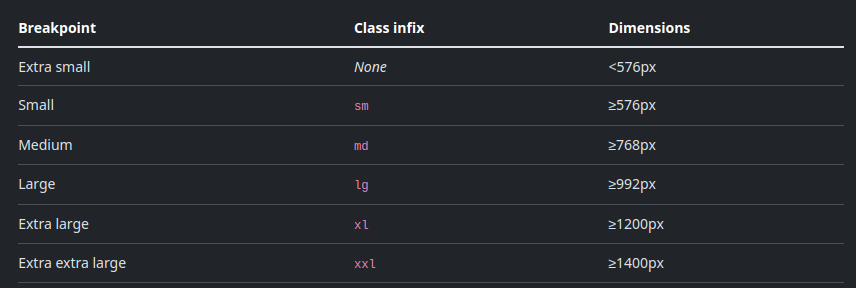 Breakpoint Class infix Dimensions
Extra small None <576px
Small sm ≥576px
Medium md ≥768px
Large lg ≥992px
Extra large xl ≥1200px
Extra extra large xxl ≥1400px